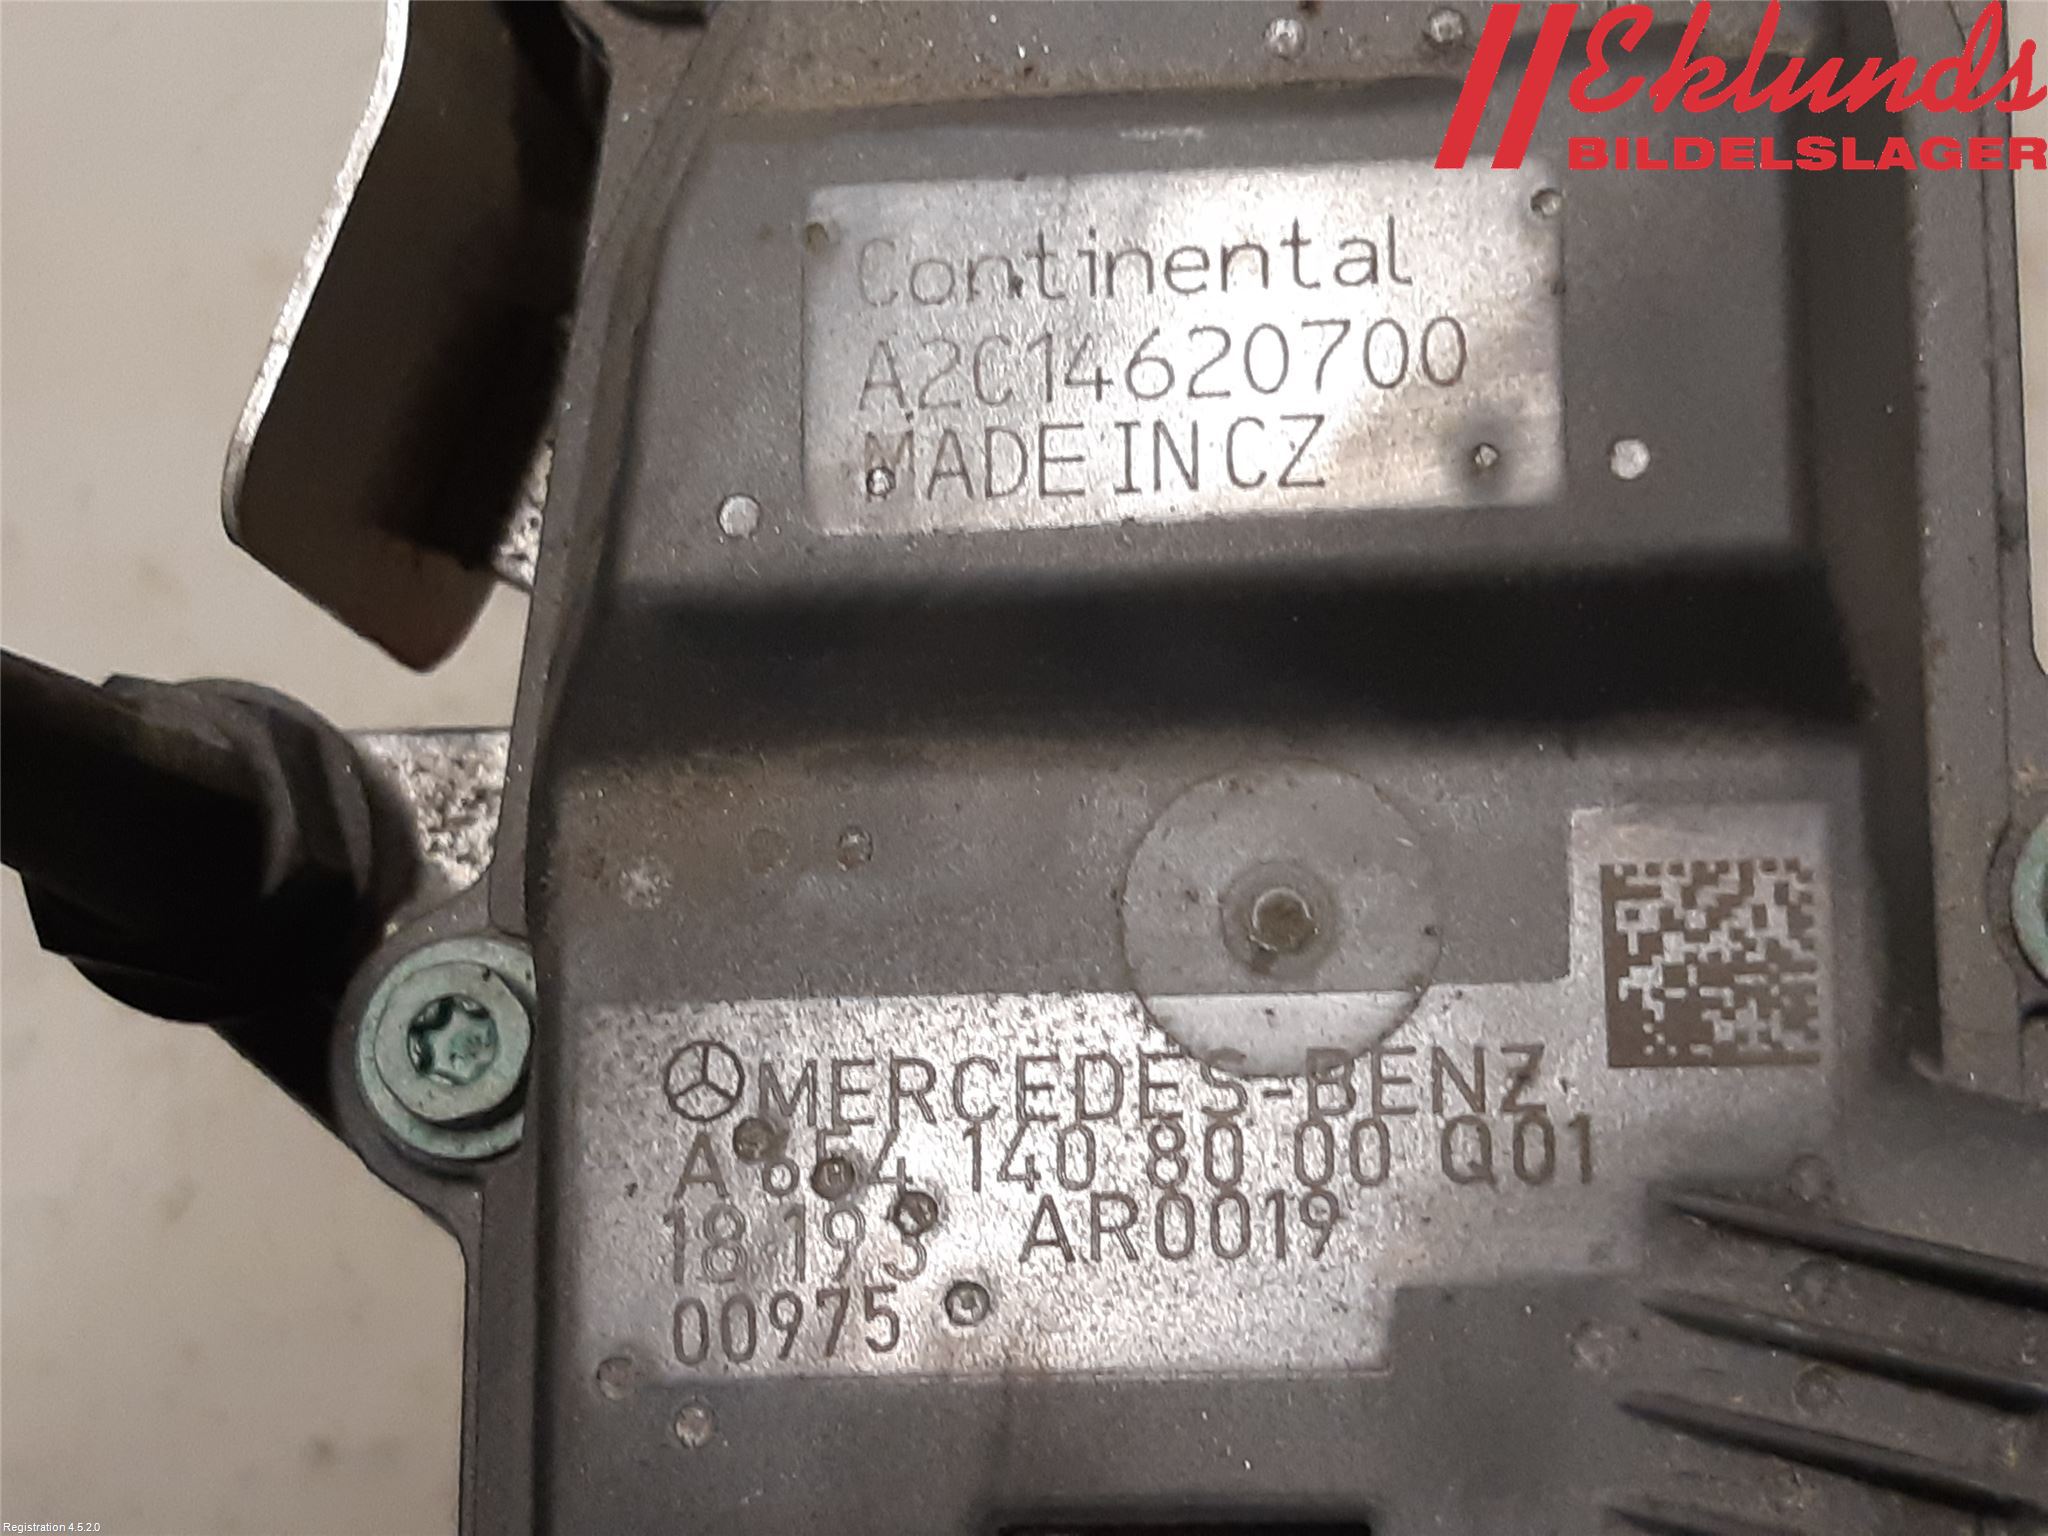 Eklunds
BILDELSLAGER
Continental
A2C14620700
MADE IN CZ
MERCEDES-BENZ
A 654 140 80 00 Q01
18.193 AR0019
00975
Registration 4.5.2.0